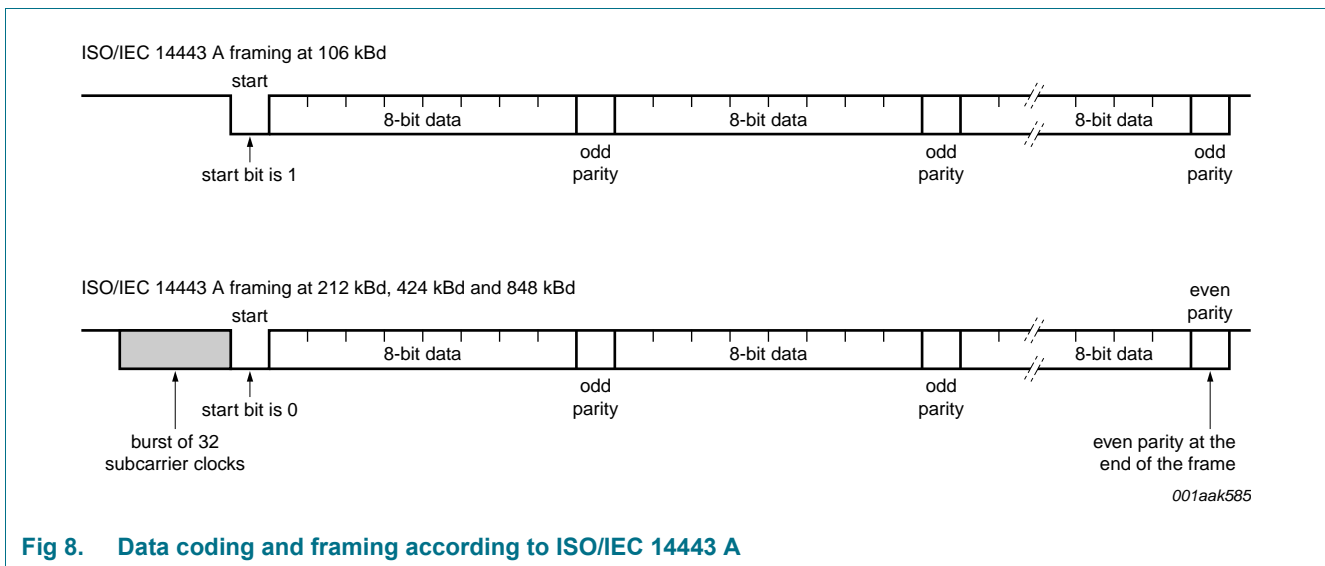 ISO/IEC 14443 A framing at 106 kBd
start
8-bit data
8-bit data
8-bit data
start bit is 1
odd
parity
odd
parity
odd
parity
ISO/IEC 14443 A framing at 212 kBd, 424 kBd and 848 kBd
even
parity
start
8-bit data
8-bit data
8-bit data
start bit is 0
odd
parity
odd
parity
burst of 32
subcarrier clocks
even parity at the
end of the frame
001aak585
Fig 8. Data coding and framing according to ISO/IEC 14443 A